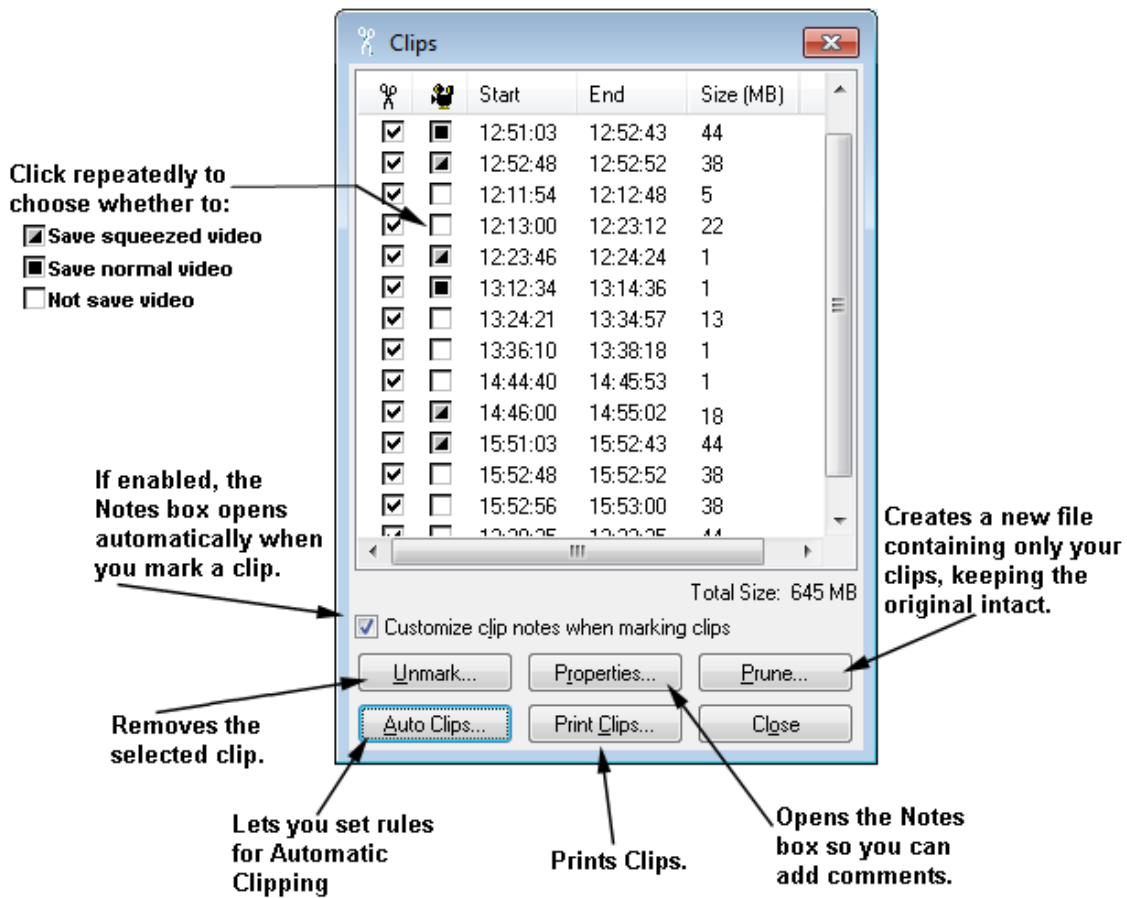 Clips
Start End Size (MB)
12:51:03 12:52:43 44
12:52:48 12:52:52 38
12:11:54 12:12:48 5
12:13:00 12:23:12 22
12:23:46 12:24:24 1
13:12:34 13:14:36 1
13:24:21 13:34:57 13
13:36:10 13:38:18 1
14:44:40 14:45:53 1
14:46:00 14:55:02 18
15:51:03 15:52:43 44
15:52:48 15:52:52 38
15:52:56 15:53:00 38
Total Size: 645 MB
Customize clip notes when marking clips
Unmark... Properties... Prune...
Auto Clips... Print Clips... Close
Click repeatedly to
choose whether to:
Save squeezed video
Save normal video
Not save video
If enabled, the
Notes box opens
automatically when
you mark a clip.
Creates a new file
containing only your
clips, keeping the
original intact.
Removes the
selected clip.
Lets you set rules
for Automatic
Clipping
Prints Clips.
Opens the Notes
box so you can
add comments.